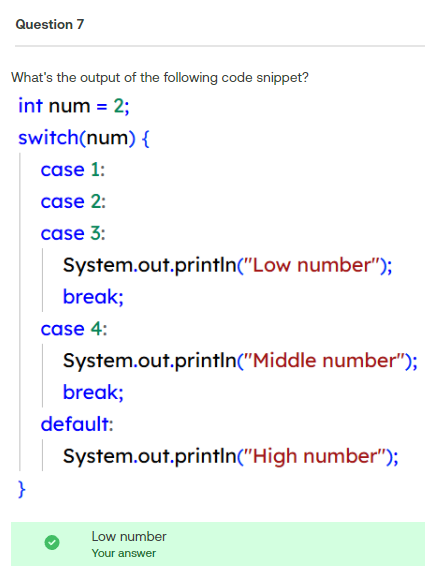 Question 7
What's the output of the following code snippet?
int num = 2;
switch(num) {
case 1:
case 2:
case 3:
System.out.println("Low number");
break;
case 4:
System.out.println("Middle number");
break;
default:
System.out.println("High number");
}
Low number
Your answer